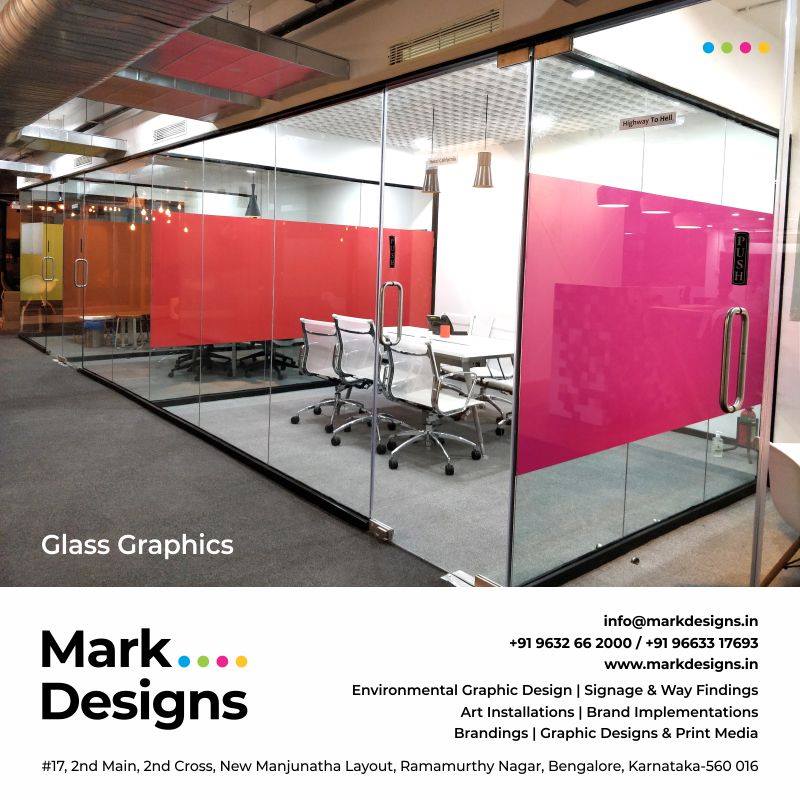 Highway To Hell
Hotel California
PUSH
PUSH
Glass Graphics
Mark
Designs
info@markdesigns.in
+91 9632 66 2000 / +91 96633 17693
www.markdesigns.in
Environmental Graphic Design | Signage & Way Findings
Art Installations | Brand Implementations
Brandings | Graphic Designs & Print Media
#17, 2nd Main, 2nd Cross, New Manjunatha Layout, Ramamurthy Nagar, Bengalore, Karnataka-560 016